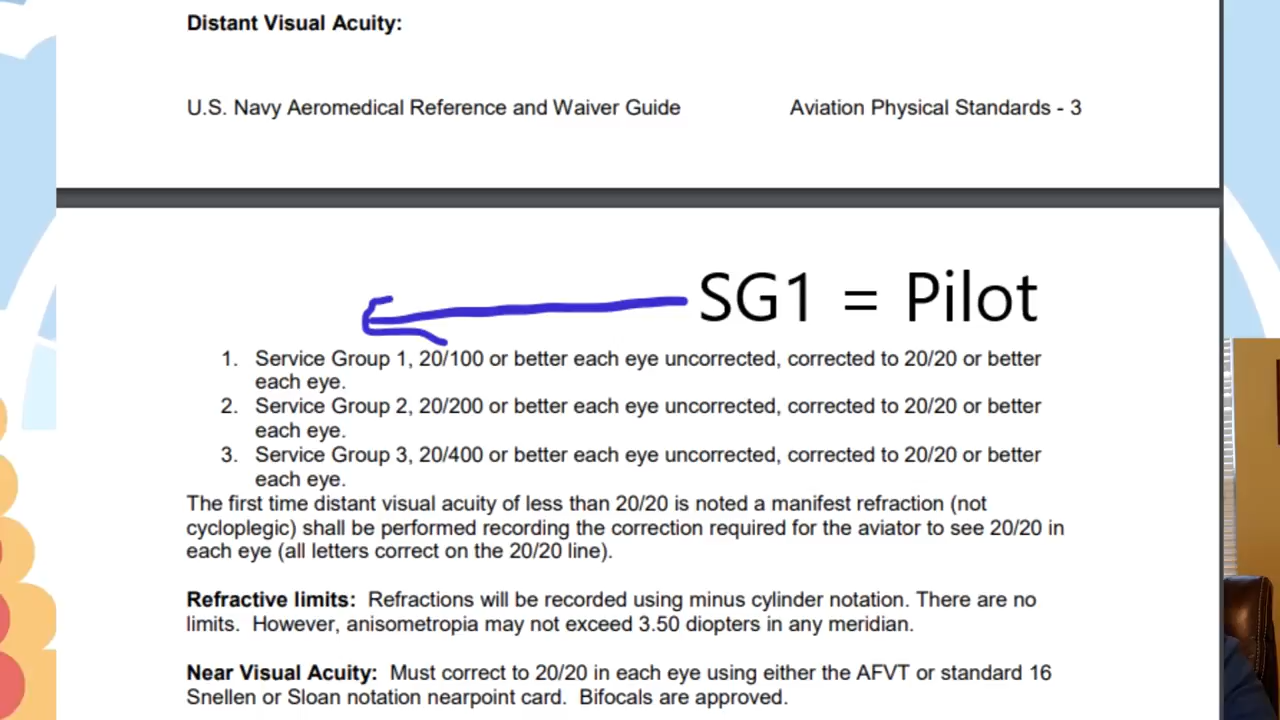 Distant Visual Acuity:
U.S. Navy Aeromedical Reference and Waiver Guide Aviation Physical Standards - 3
SG1 = Pilot
1. Service Group 1, 20/100 or better each eye uncorrected, corrected to 20/20 or better
each eye.
2. Service Group 2, 20/200 or better each eye uncorrected, corrected to 20/20 or better
each eye.
3. Service Group 3, 20/400 or better each eye uncorrected, corrected to 20/20 or better
each eye.
The first time distant visual acuity of less than 20/20 is noted a manifest refraction (not
cycloplegic) shall be performed recording the correction required for the aviator to see 20/20 in
each eye (all letters correct on the 20/20 line).
Refractive limits: Refractions will be recorded using minus cylinder notation. There are no
limits. However, anisometropia may not exceed 3.50 diopters in any meridian.
Near Visual Acuity: Must correct to 20/20 in each eye using either the AFVT or standard 16
Snellen or Sloan notation nearpoint card. Bifocals are approved.